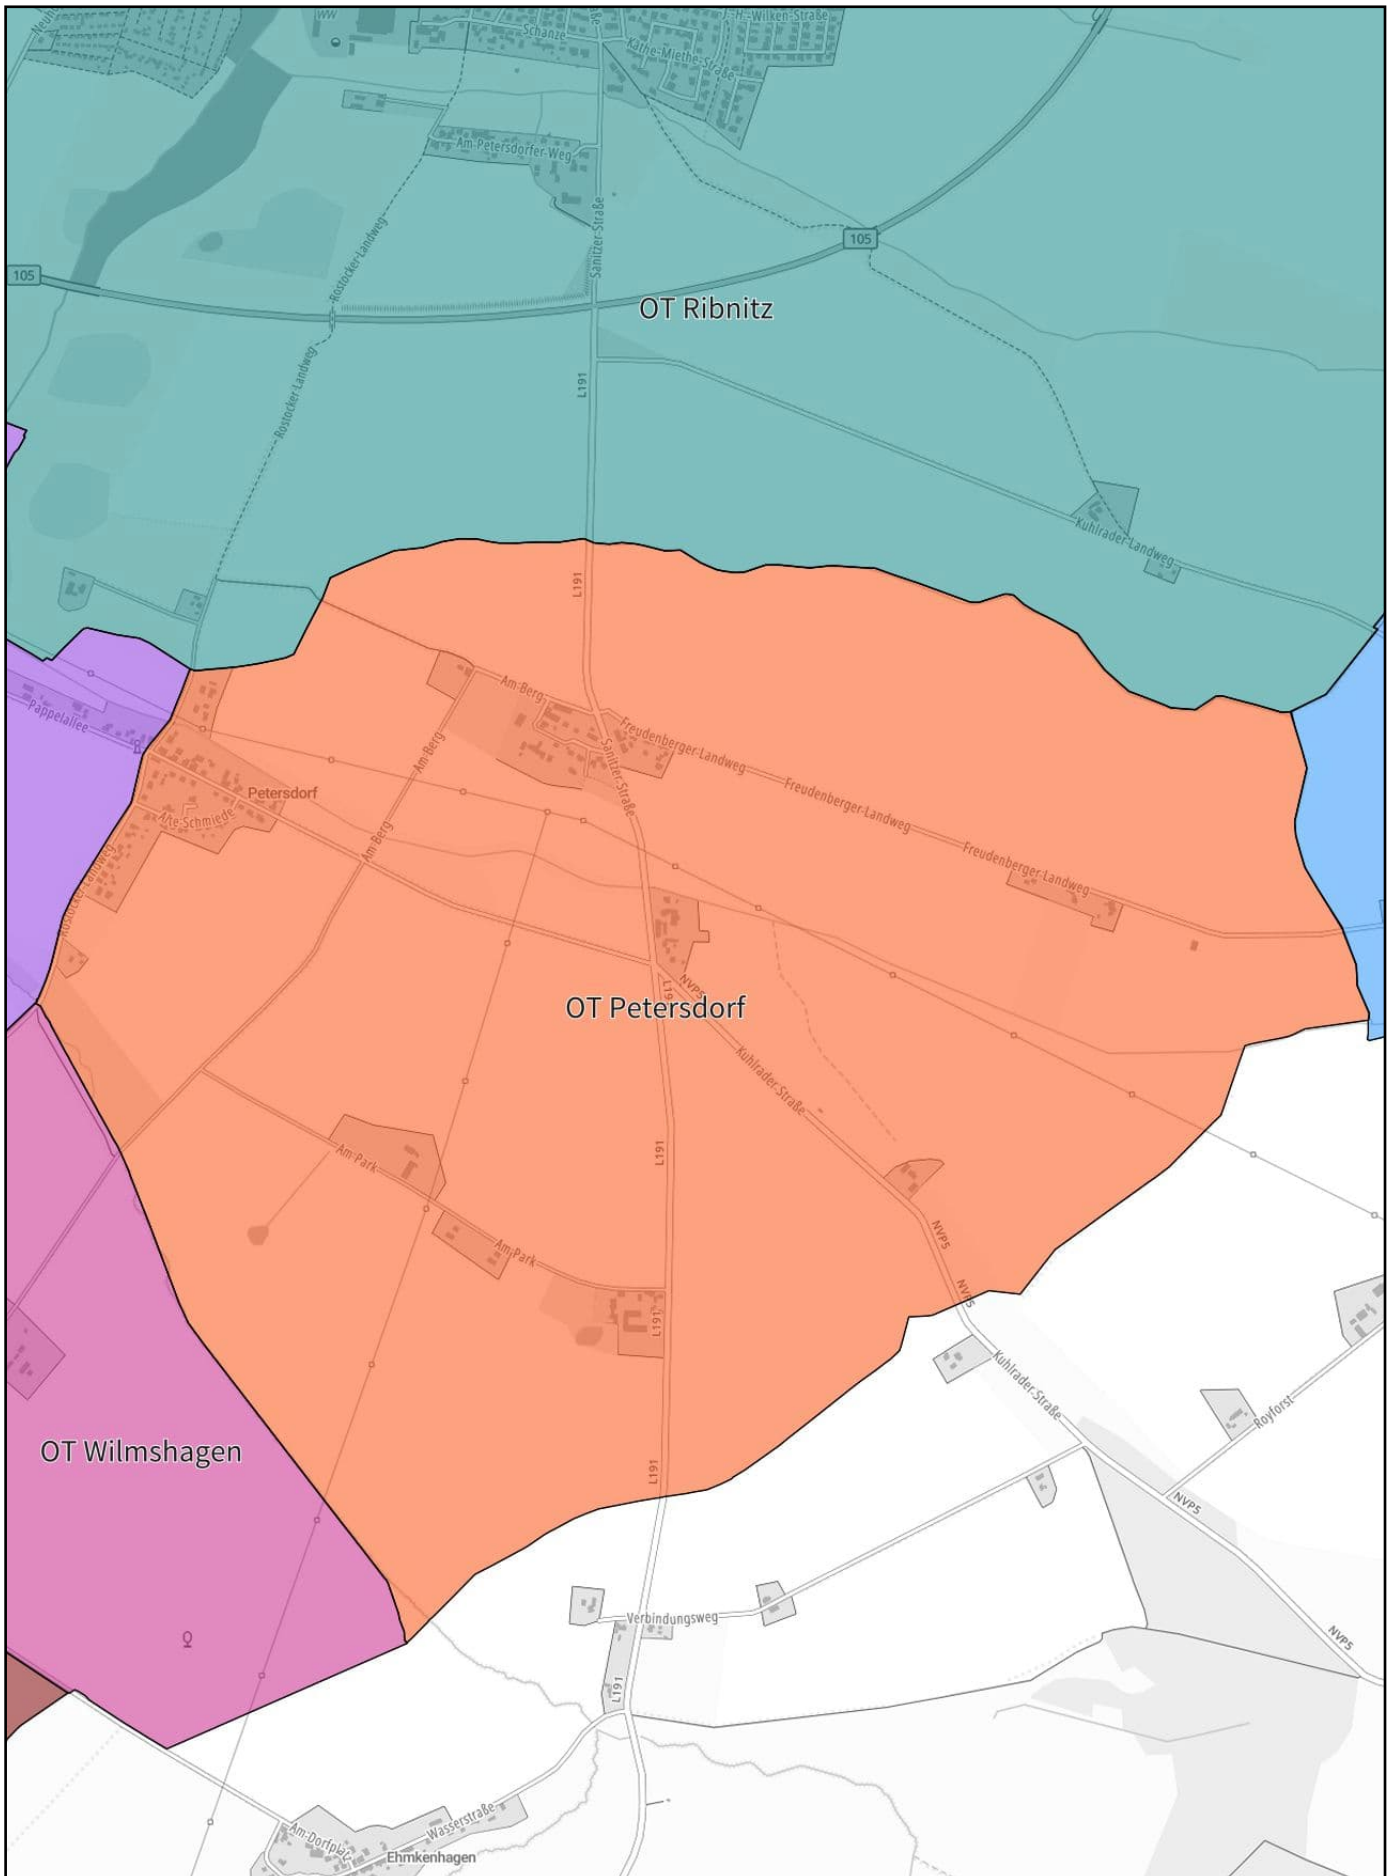 WW
Schanze
J.-H.-Wilken-Straße
Käthe-Miethe-Straße
Am-Petersdorfer-Weg
Sanitzer-Straße
Rostocker-Landweg
105
105
OT Ribnitz
Rostocker-Landweg
L191
Kuhlrader-Landweg
L191
Am-Berg
Pappelallee
Freudenberger-Landweg
Am-Berg
Sanitzer-Straße
Freudenberger-Landweg
Petersdorf
Alte-Schmiede
Am-Berg
Freudenberger-Landweg
Rostocker-Landweg
NVP5
OT Petersdorf
Kuhlrader-Straße
L191
Am-Park
NVP5
Am-Park
NVP5
L191
Kuhlrader-Straße
Royforst
OT Wilmshagen
L191
NVP5
Verbindungsweg
NVP5
L191
Wasserstraße
Am-Dorfplatz
Ehmkenhagen